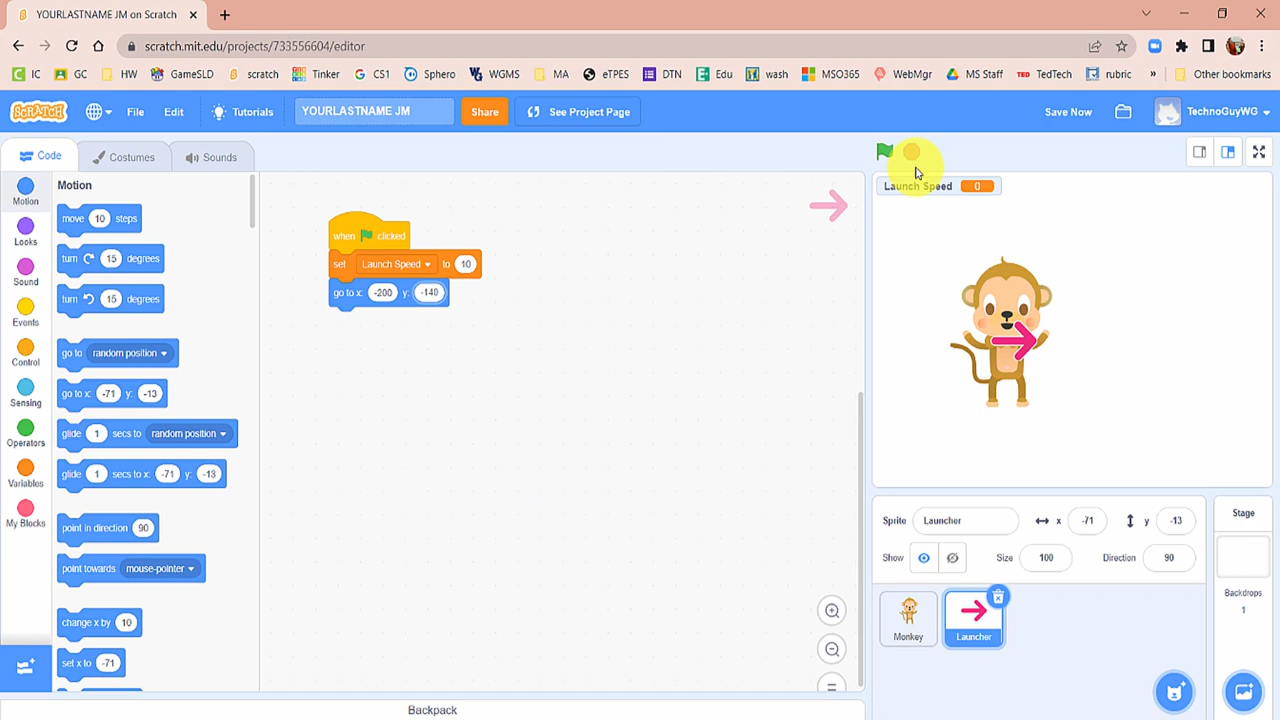 YOURLASTNAME JM on Scratch
scratch.mit.edu/projects/733556604/editor
IC GC HW GameSLD scratch Tinker CS1 Sphero WGMS MA eTPES DTN Edu wash MSO365 WebMgr MS Staff TED TedTech rubric » Other bookmarks
SCRATCH File Edit Tutorials YOURLASTNAME JM Share See Project Page Save Now TechnoGuyWG
Code Costumes Sounds
Motion
Looks
Sound
Events
Control
Sensing
Operators
Variables
My Blocks
Motion
move 10 steps
turn 15 degrees
turn 15 degrees
go to random position
go to x: -71 y: -13
glide 1 secs to random position
glide 1 secs to x: -71 y: -13
point in direction 90
point towards mouse-pointer
change x by 10
set x to -71
when clicked
set Launch Speed to 10
go to x: -200 y: -140
Launch Speed 0
Sprite Launcher x -71 y -13
Show Size 100 Direction 90
Monkey
Launcher
Stage
Backdrops
1
Backpack